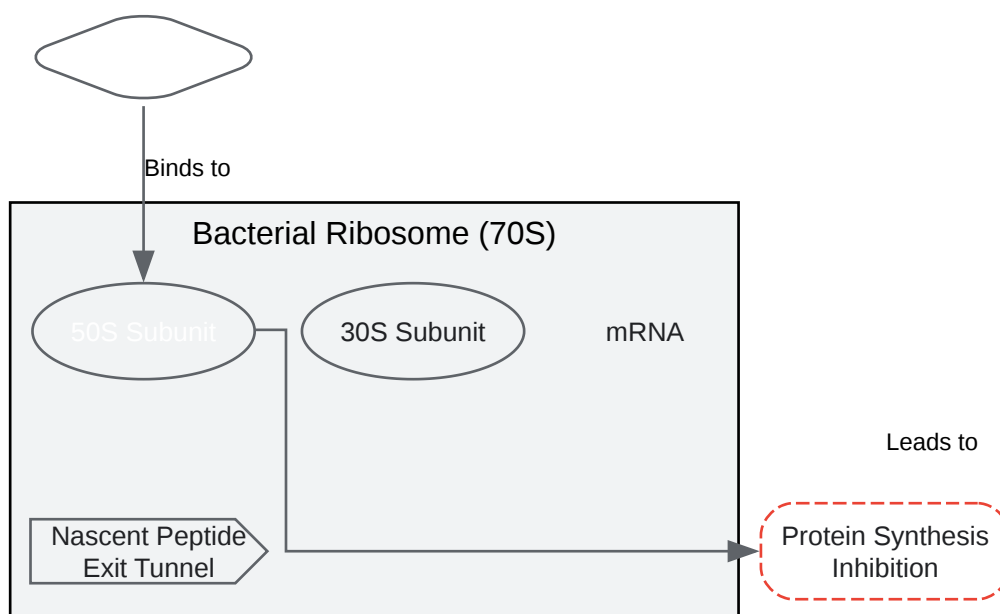 Binds to
Bacterial Ribosome (70S)
50S Subunit
30S Subunit
mRNA
Leads to
Nascent Peptide
Exit Tunnel
Protein Synthesis
Inhibition